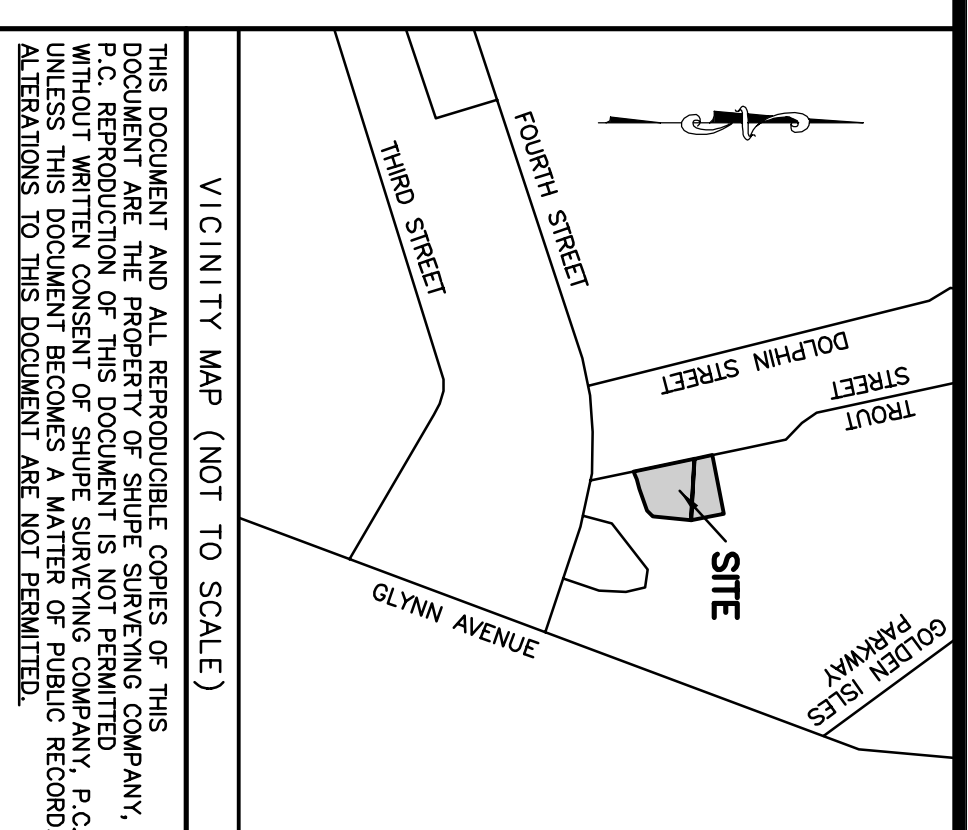 FOURTH STREET
THIRD STREET
DOLPHIN STREET
TROUT
STREET
SITE
GOLDEN ISLES
PARKWAY
GLYNN AVENUE
VICINITY MAP (NOT TO SCALE)
THIS DOCUMENT AND ALL REPRODUCIBLE COPIES OF THIS
DOCUMENT ARE THE PROPERTY OF SHUPE SURVEYING COMPANY,
P.C. REPRODUCTION OF THIS DOCUMENT IS NOT PERMITTED
WITHOUT WRITTEN CONSENT OF SHUPE SURVEYING COMPANY, P.C.
UNLESS THIS DOCUMENT BECOMES A MATTER OF PUBLIC RECORD.
ALTERATIONS TO THIS DOCUMENT ARE NOT PERMITTED.